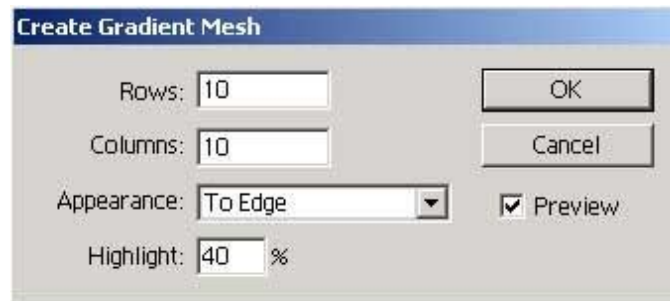 Create Gradient Mesh
Rows: 10
OK
Columns: 10
Cancel
Appearance: To Edge
Preview
Highlight: 40 %